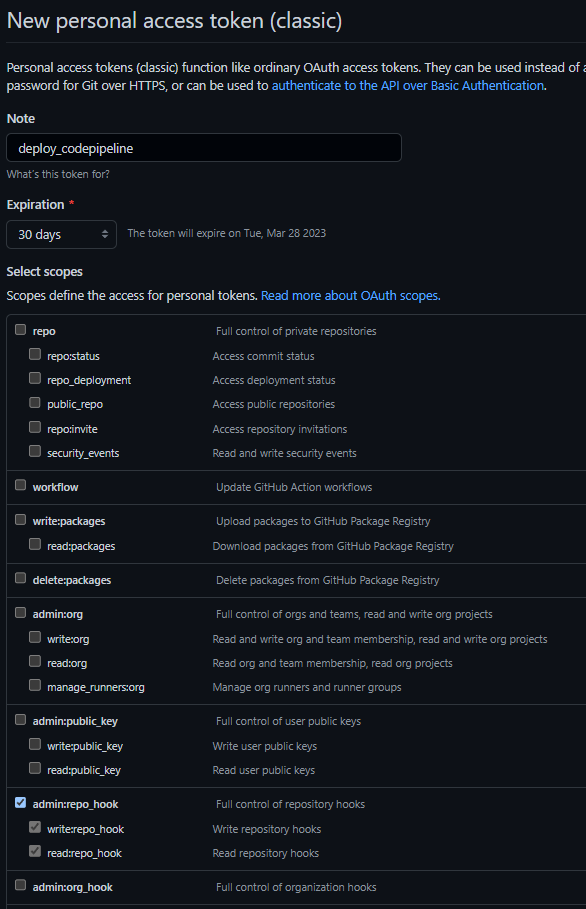 New personal access token (classic)
Personal access tokens (classic) function like ordinary OAuth access tokens. They can be used instead of a
password for Git over HTTPS, or can be used to authenticate to the API over Basic Authentication.
Note
deploy_codepipeline
What's this token for?
Expiration *
30 days The token will expire on Tue, Mar 28 2023
Select scopes
Scopes define the access for personal tokens. Read more about OAuth scopes.
repo Full control of private repositories
repo:status Access commit status
repo_deployment Access deployment status
public_repo Access public repositories
repo:invite Access repository invitations
security_events Read and write security events
workflow Update GitHub Action workflows
write:packages Upload packages to GitHub Package Registry
read:packages Download packages from GitHub Package Registry
delete:packages Delete packages from GitHub Package Registry
admin:org Full control of orgs and teams, read and write org projects
write:org Read and write org and team membership, read and write org projects
read:org Read org and team membership, read org projects
manage_runners:org Manage org runners and runner groups
admin:public_key Full control of user public keys
write:public_key Write user public keys
read:public_key Read user public keys
admin:repo_hook Full control of repository hooks
write:repo_hook Write repository hooks
read:repo_hook Read repository hooks
admin:org_hook Full control of organization hooks